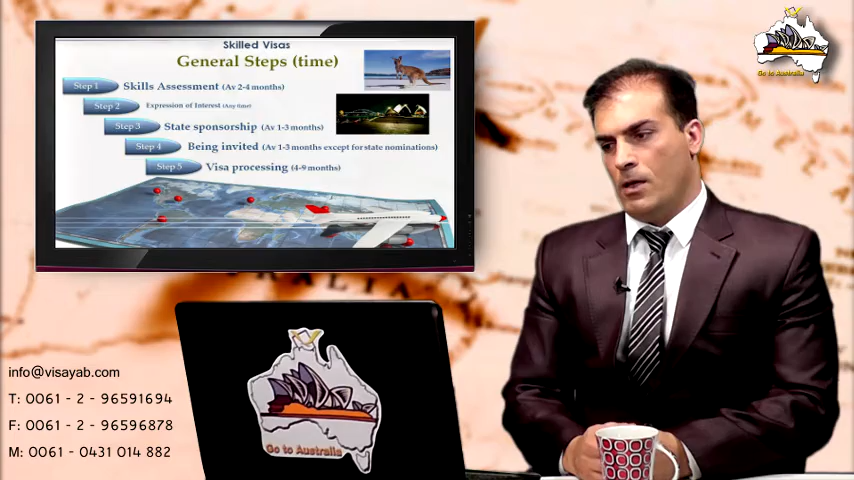 Skilled Visas
General Steps (time)
Step 1 Skills Assessment (Av 2-4 months)
Step 2 Expression of Interest (Any time)
Step 3 State sponsorship (Av 1-3 months)
Step 4 Being invited (Av 1-3 months except for state nominations)
Step 5 Visa processing (4-9 months)
Go to Australia
Go to Australia
info@visayab.com
T: 0061 - 2 - 96591694
F: 0061 - 2 - 96596878
M: 0061 - 0431 014 882